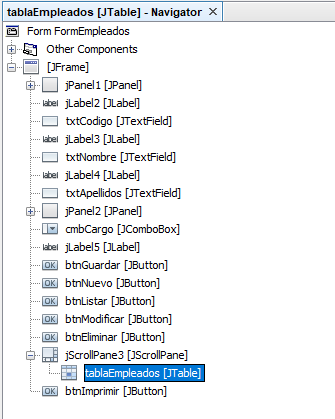 tablaEmpleados [JTable] - Navigator ×
Form FormEmpleados
Other Components
[JFrame]
jPanel1 [JPanel]
label jLabel2 [JLabel]
txtCodigo [JTextField]
label jLabel3 [JLabel]
txtNombre [JTextField]
label jLabel4 [JLabel]
txtApellidos [JTextField]
jPanel2 [JPanel]
cmbCargo [JComboBox]
label jLabel5 [JLabel]
OK btnGuardar [JButton]
OK btnNuevo [JButton]
OK btnListar [JButton]
OK btnModificar [JButton]
OK btnEliminar [JButton]
jScrollPane3 [JScrollPane]
tablaEmpleados [JTable]
OK btnImprimir [JButton]